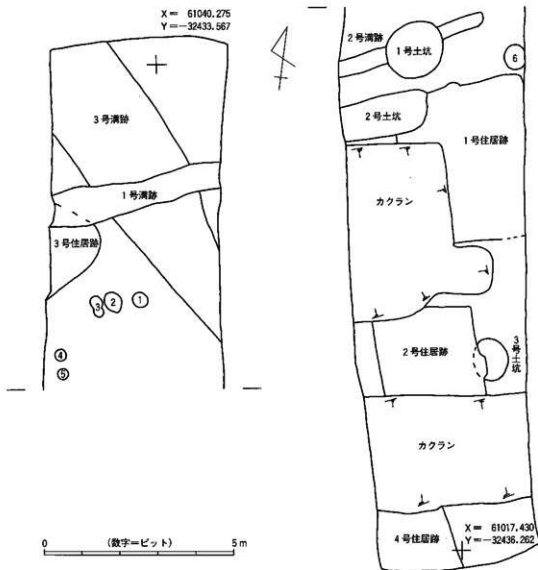 X= 61040.275
Y=-32433.567
3号溝跡
1号溝跡
3号住居跡
3
2
1
4
5
0
(数字=ピット)
5m
2号溝跡
1号土坑
6
2号土坑
1号住居跡
カクラン
2号住居跡
3号土坑
カクラン
4号住居跡
X= 61017.430
Y=-32436.262